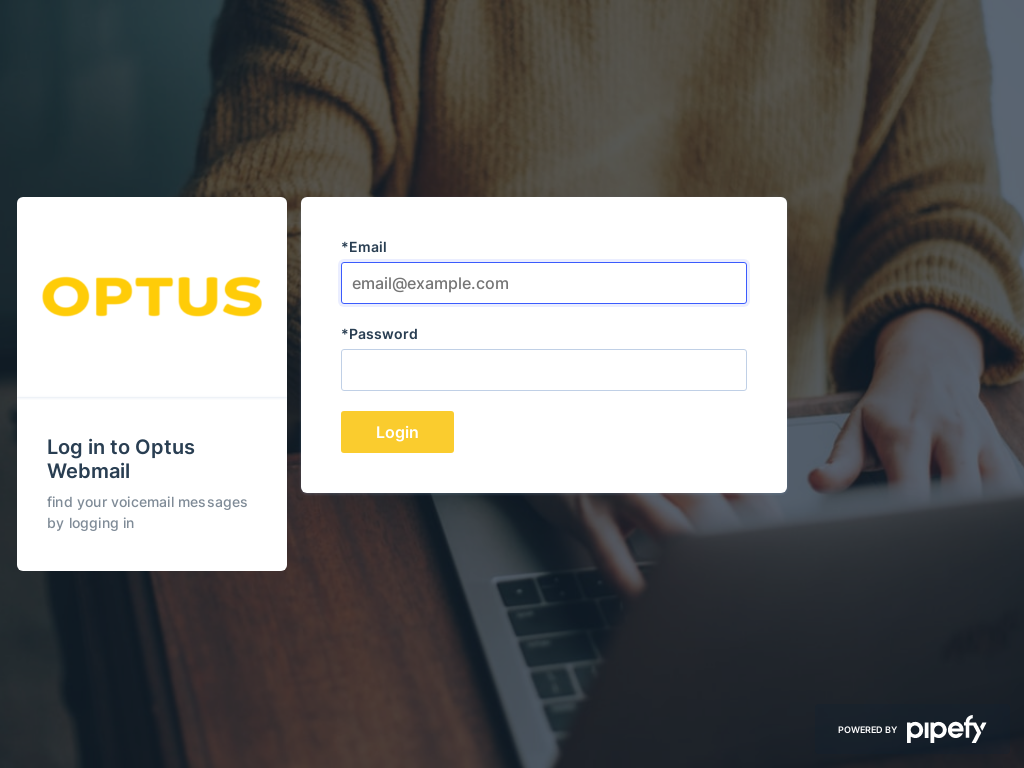 OPTUS
Log in to Optus
Webmail
find your voicemail messages
by logging in
*Email
email@example.com
*Password
Login
POWERED BY pipefy